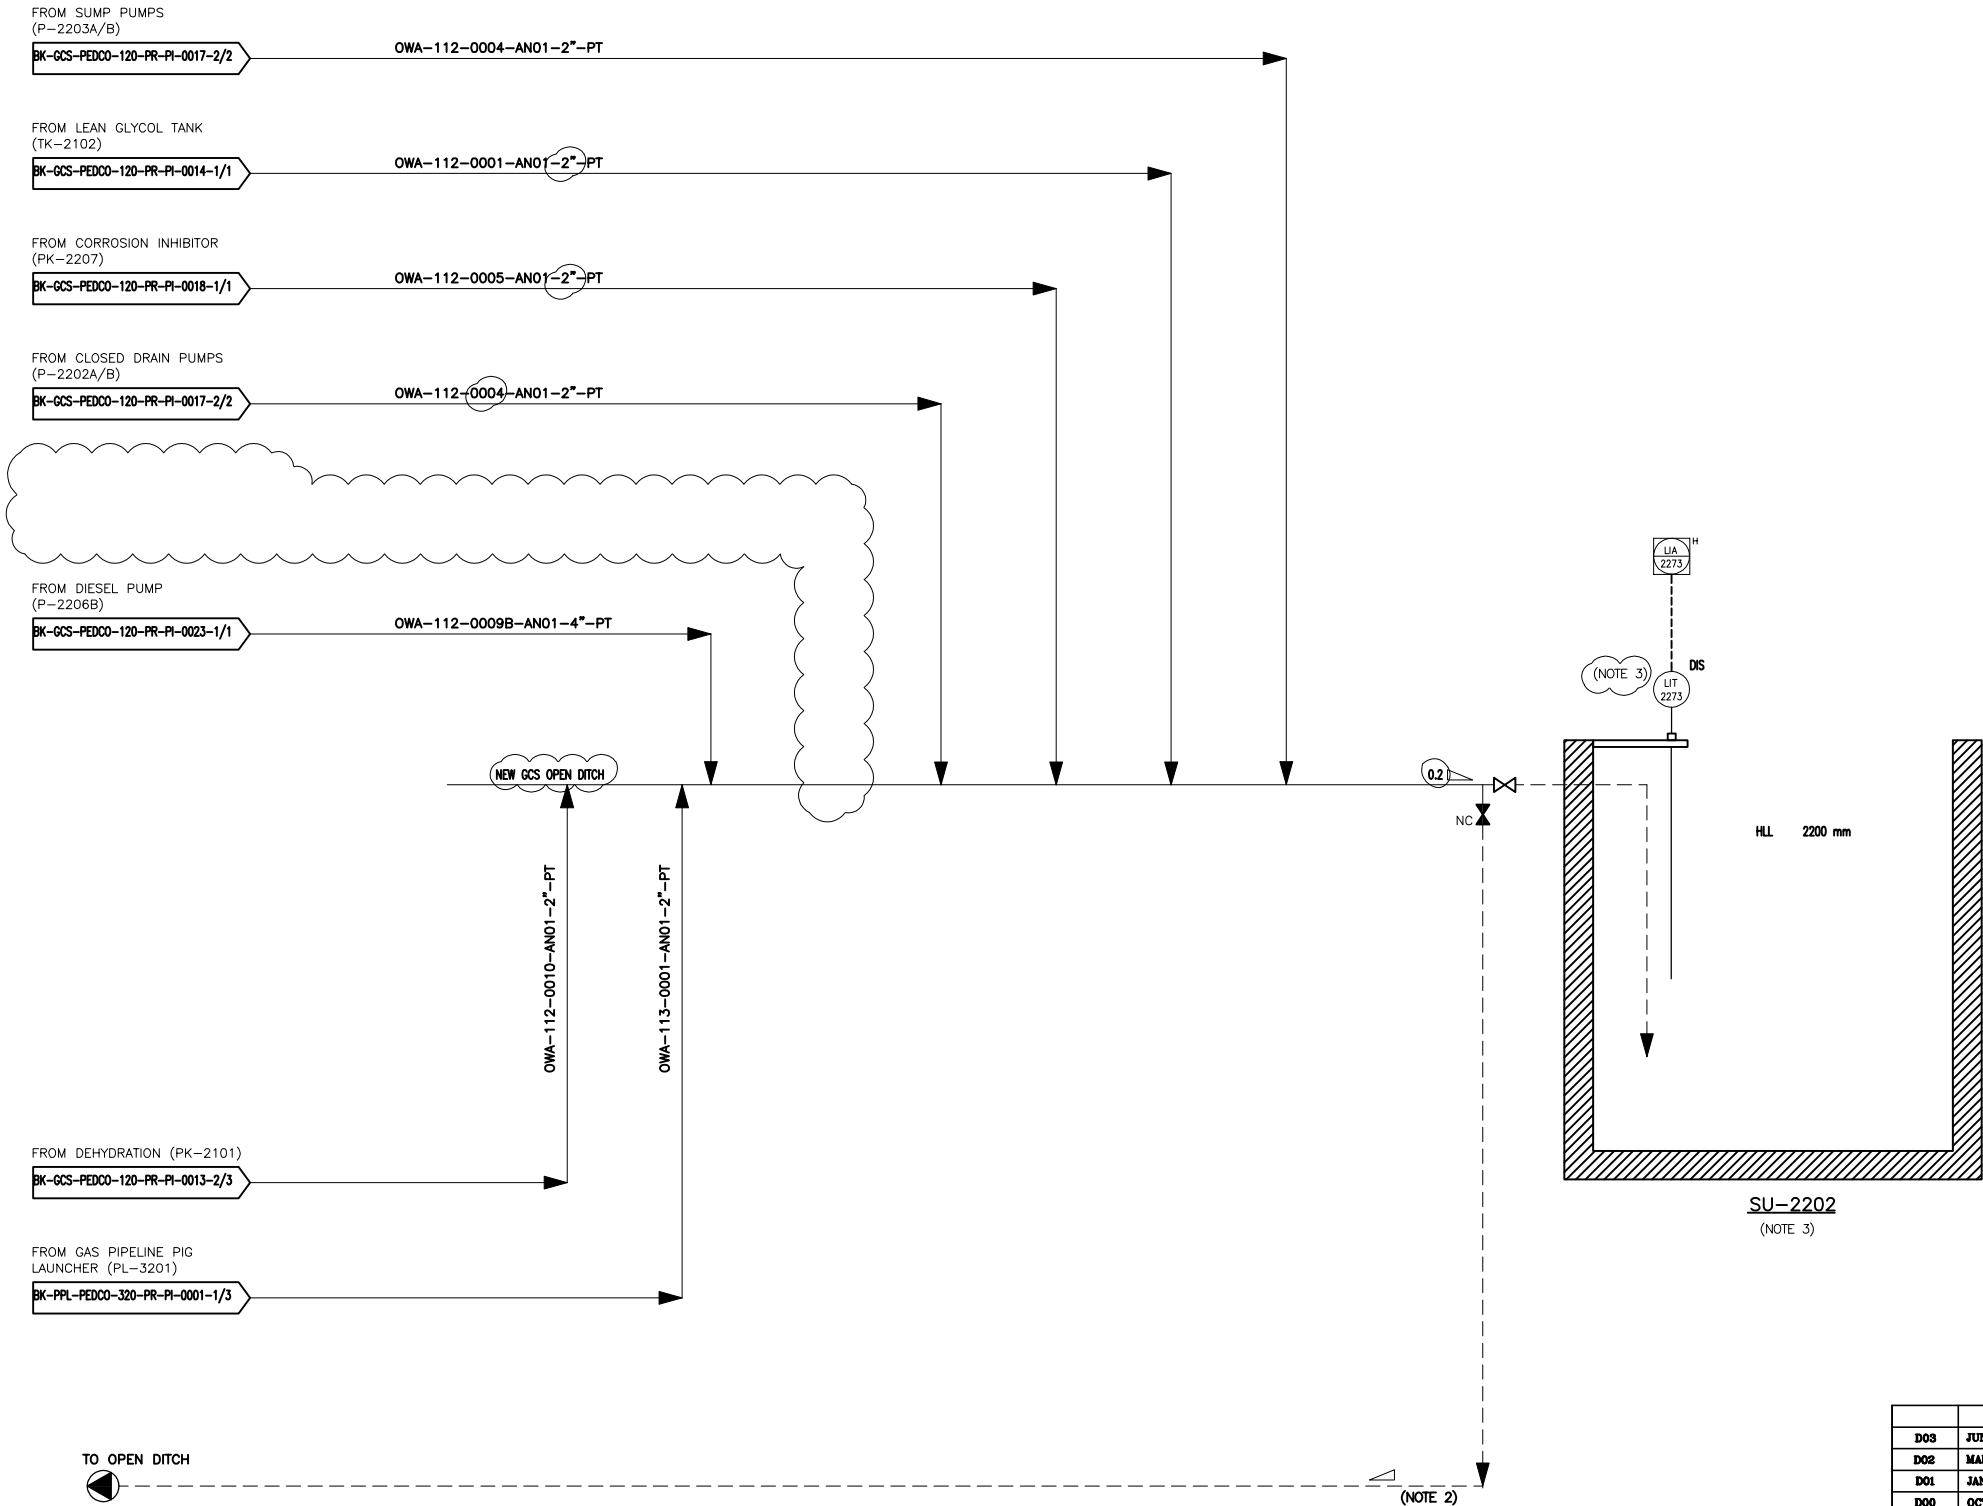 FROM SUMP PUMPS
(P-2203A/B)
BK-GCS-PEDCO-120-PR-PI-0017-2/2
OWA-112-0004-AN01-2"-PT
FROM LEAN GLYCOL TANK
(TK-2102)
BK-GCS-PEDCO-120-PR-PI-0014-1/1
OWA-112-0001-AN01-2"-PT
FROM CORROSION INHIBITOR
(PK-2207)
BK-GCS-PEDCO-120-PR-PI-0018-1/1
OWA-112-0005-AN01-2"-PT
FROM CLOSED DRAIN PUMPS
(P-2202A/B)
BK-GCS-PEDCO-120-PR-PI-0017-2/2
OWA-112-0004-AN01-2"-PT
FROM DIESEL PUMP
(P-2206B)
BK-GCS-PEDCO-120-PR-PI-0023-1/1
OWA-112-0009B-AN01-4"-PT
LIA
2273
H
(NOTE 3)
DIS
LIT
2273
NEW GCS OPEN DITCH
0.2
NC
HLL 2200 mm
OWA-112-0010-AN01-2"-PT
OWA-113-0001-AN01-2"-PT
FROM DEHYDRATION (PK-2101)
BK-GCS-PEDCO-120-PR-PI-0013-2/3
SU-2202
(NOTE 3)
FROM GAS PIPELINE PIG
LAUNCHER (PL-3201)
BK-PPL-PEDCO-320-PR-PI-0001-1/3
TO OPEN DITCH
(NOTE 2)
D03
D02
D01
D00